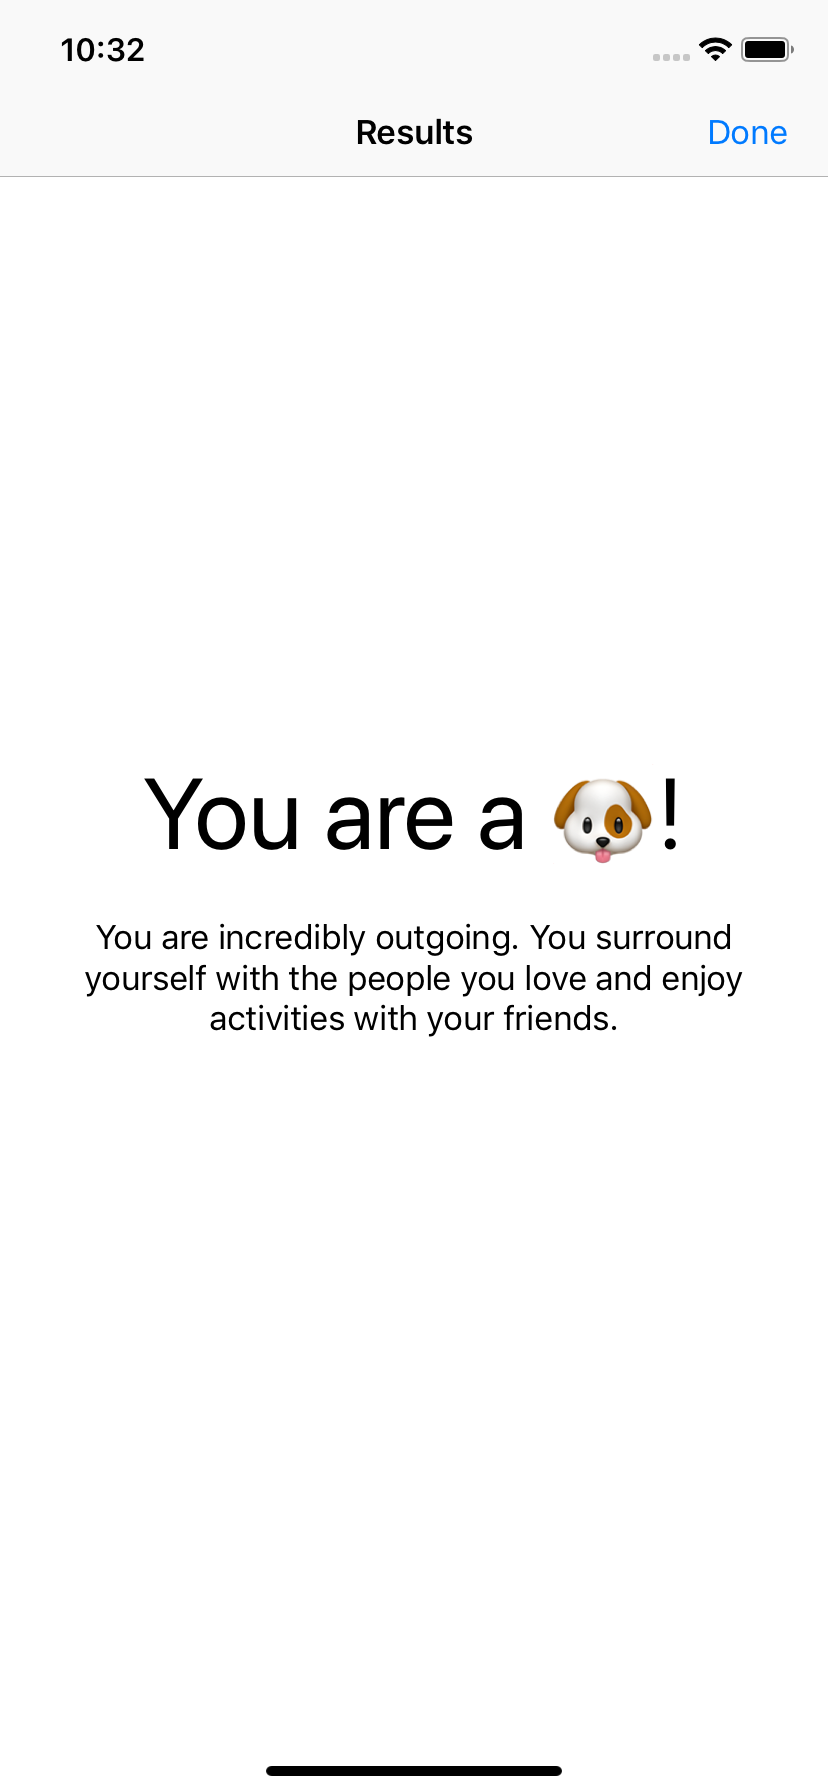 10:32
Results
Done
You are a 🐶!
You are incredibly outgoing. You surround
yourself with the people you love and enjoy
activities with your friends.